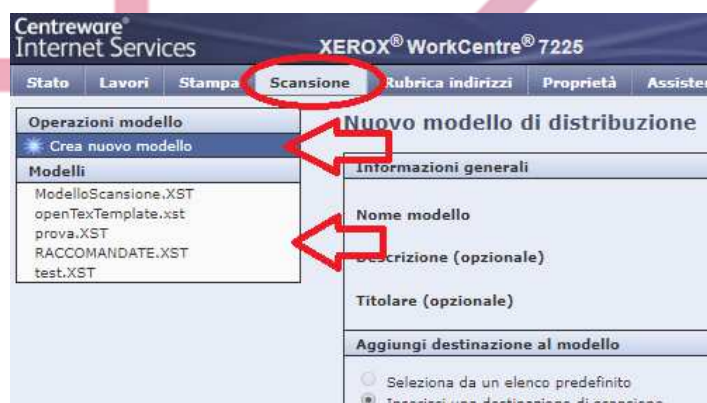 Centreware®
Internet Services
XEROX® WorkCentre® 7225
Stato Lavori Stampa Scansione Rubrica indirizzi Proprietà
Operazioni modello
Crea nuovo modello
Modelli
ModelloScansione.XST
openTexTemplate.xst
prova.XST
RACCOMANDATE.XST
test.XST
Nuovo modello di distribuzione
Informazioni generali
Nome modello
Descrizione (opzionale)
Titolare (opzionale)
Aggiungi destinazione al modello
Seleziona da un elenco predefinito